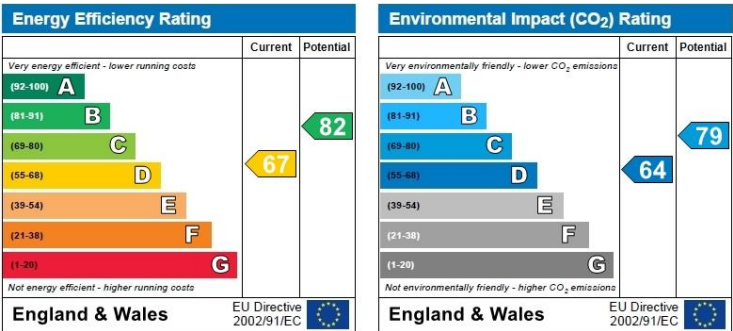 Energy Efficiency Rating
Current Potential
Very energy efficient - lower running costs
(92-100) A
(81-91) B
(69-80) C
(55-68) D
(39-54) E
(21-38) F
(1-20) G
67
82
Not energy efficient - higher running costs
England & Wales
EU Directive
2002/91/EC
Environmental Impact (CO₂) Rating
Current Potential
Very environmentally friendly - lower CO₂ emissions
(92-100) A
(81-91) B
(69-80) C
(55-68) D
(39-54) E
(21-38) F
(1-20) G
64
79
Not environmentally friendly - higher CO₂ emissions
England & Wales
EU Directive
2002/91/EC